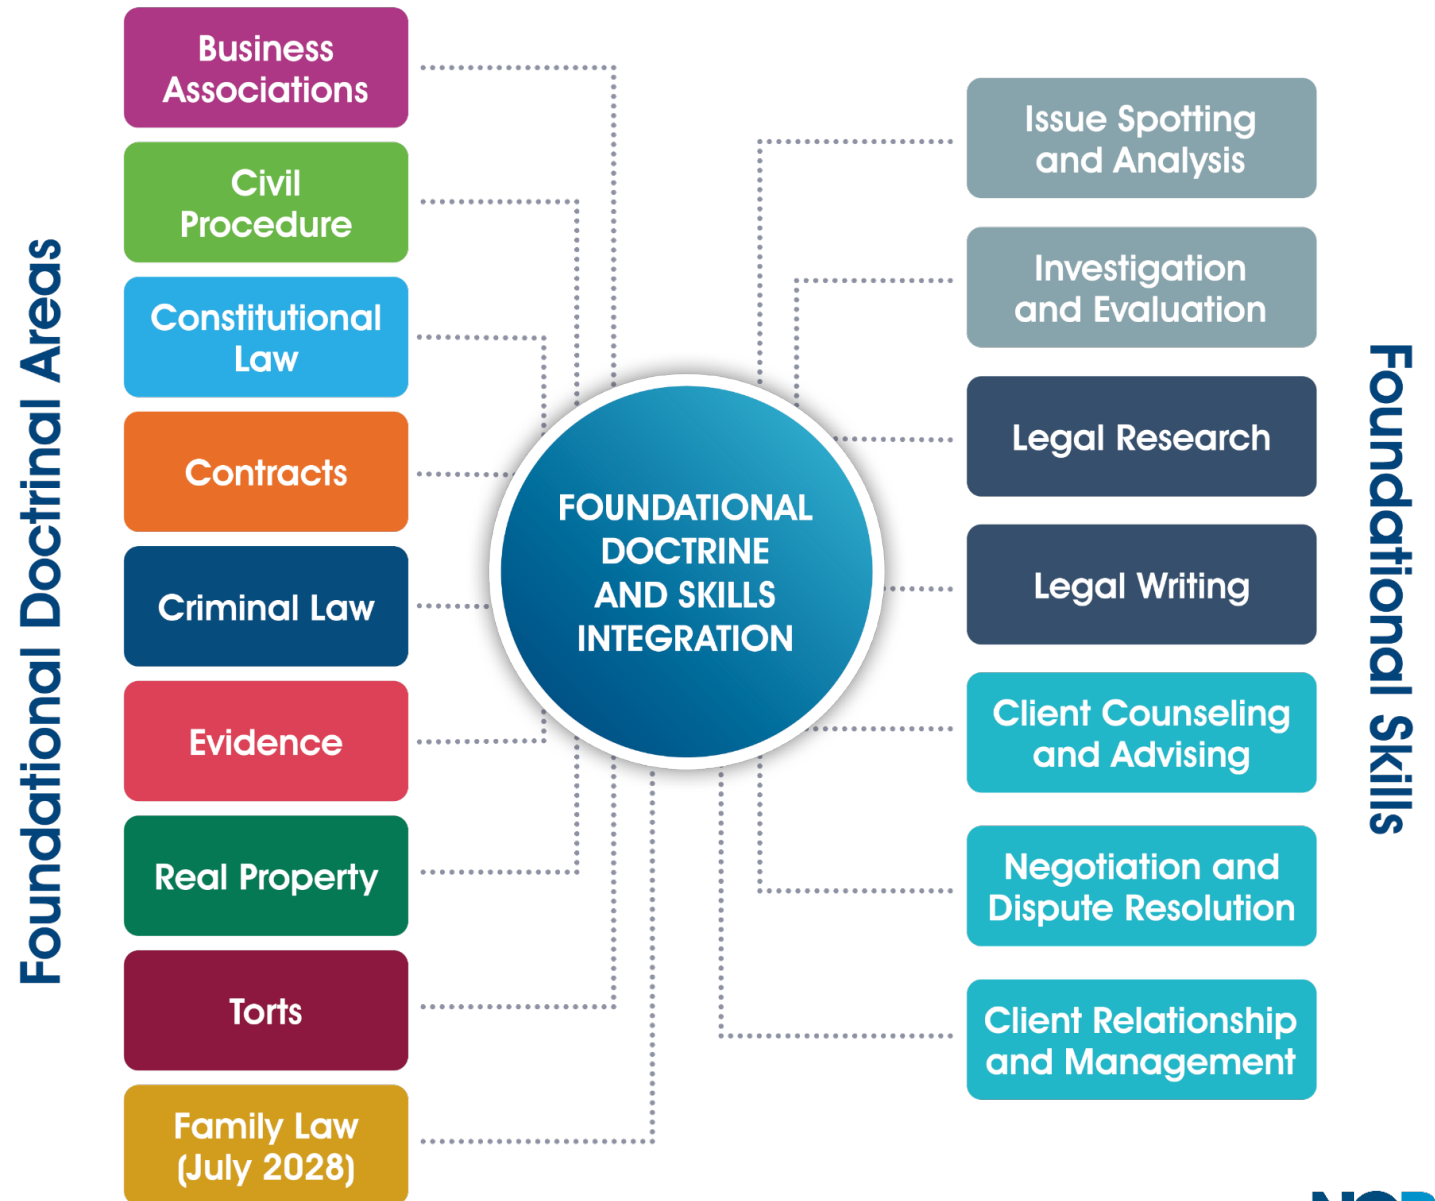 Foundational Doctrinal Areas
Business
Associations
Civil
Procedure
Constitutional
Law
Contracts
Criminal Law
Evidence
Real Property
Torts
Family Law
(July 2028)
FOUNDATIONAL
DOCTRINE
AND SKILLS
INTEGRATION
Issue Spotting
and Analysis
Investigation
and Evaluation
Legal Research
Legal Writing
Client Counseling
and Advising
Negotiation and
Dispute Resolution
Client Relationship
and Management
Foundational Skills